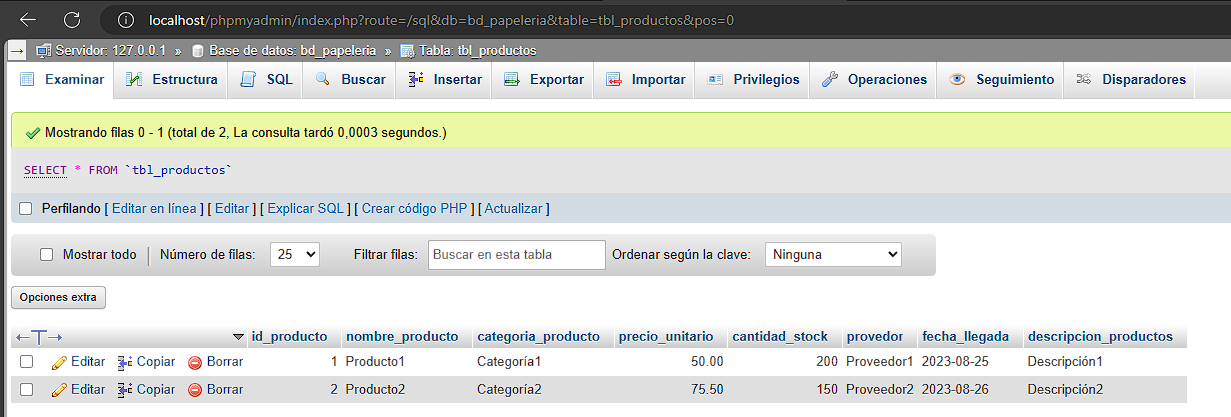 localhost/phpmyadmin/index.php?route=/sql&db=bd_papeleria&table=tbl_productos&pos=0
Servidor: 127.0.0.1 » Base de datos: bd_papeleria » Tabla: tbl_productos
Examinar Estructura SQL Buscar Insertar Exportar Importar Privilegios Operaciones Seguimiento Disparadores
Mostrando filas 0 - 1 (total de 2, La consulta tardó 0,0003 segundos.)
SELECT * FROM `tbl_productos`
Perfilando [ Editar en línea ] [ Editar ] [ Explicar SQL ] [ Crear código PHP ] [ Actualizar ]
Mostrar todo Número de filas: 25 Filtrar filas: Buscar en esta tabla Ordenar según la clave: Ninguna
Opciones extra
id_producto nombre_producto categoria_producto precio_unitario cantidad_stock provedor fecha_llegada descripcion_productos
Editar Copiar Borrar 1 Producto1 Categoría1 50.00 200 Proveedor1 2023-08-25 Descripción1
Editar Copiar Borrar 2 Producto2 Categoría2 75.50 150 Proveedor2 2023-08-26 Descripción2